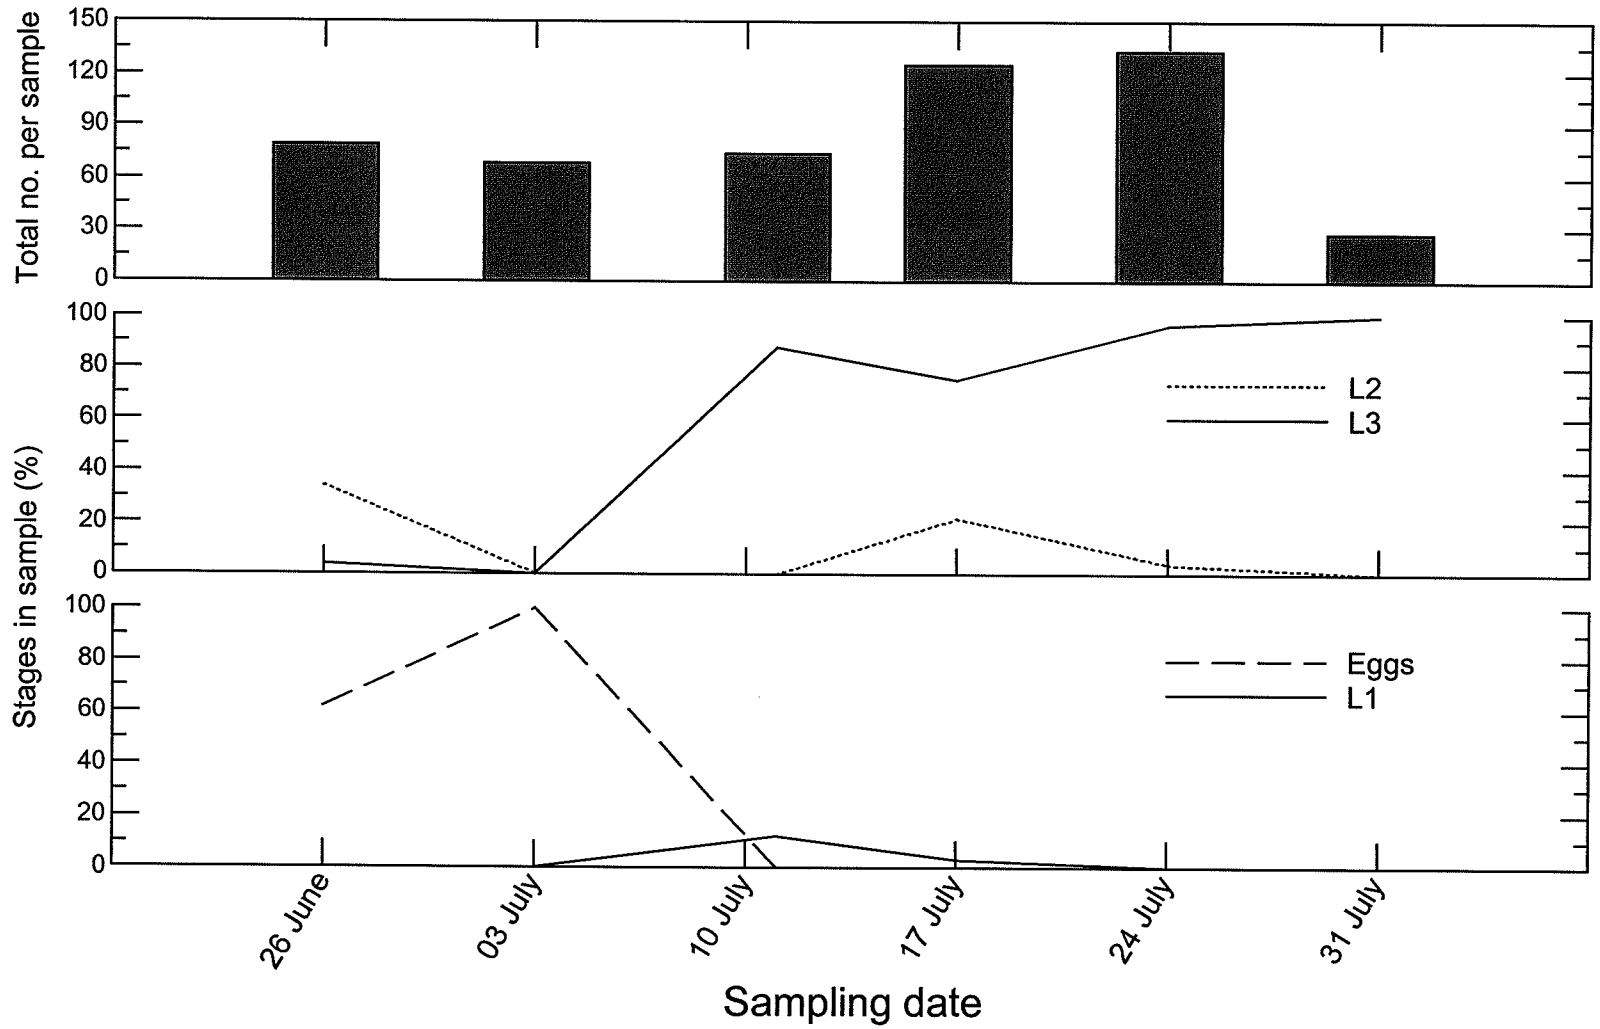 Total no. per sample
150
120
90
60
30
0
Stages in sample (%)
100
80
60
40
20
0
L2
L3
100
80
60
40
20
0
Eggs
L1
26 June
03 July
10 July
17 July
24 July
31 July
Sampling date